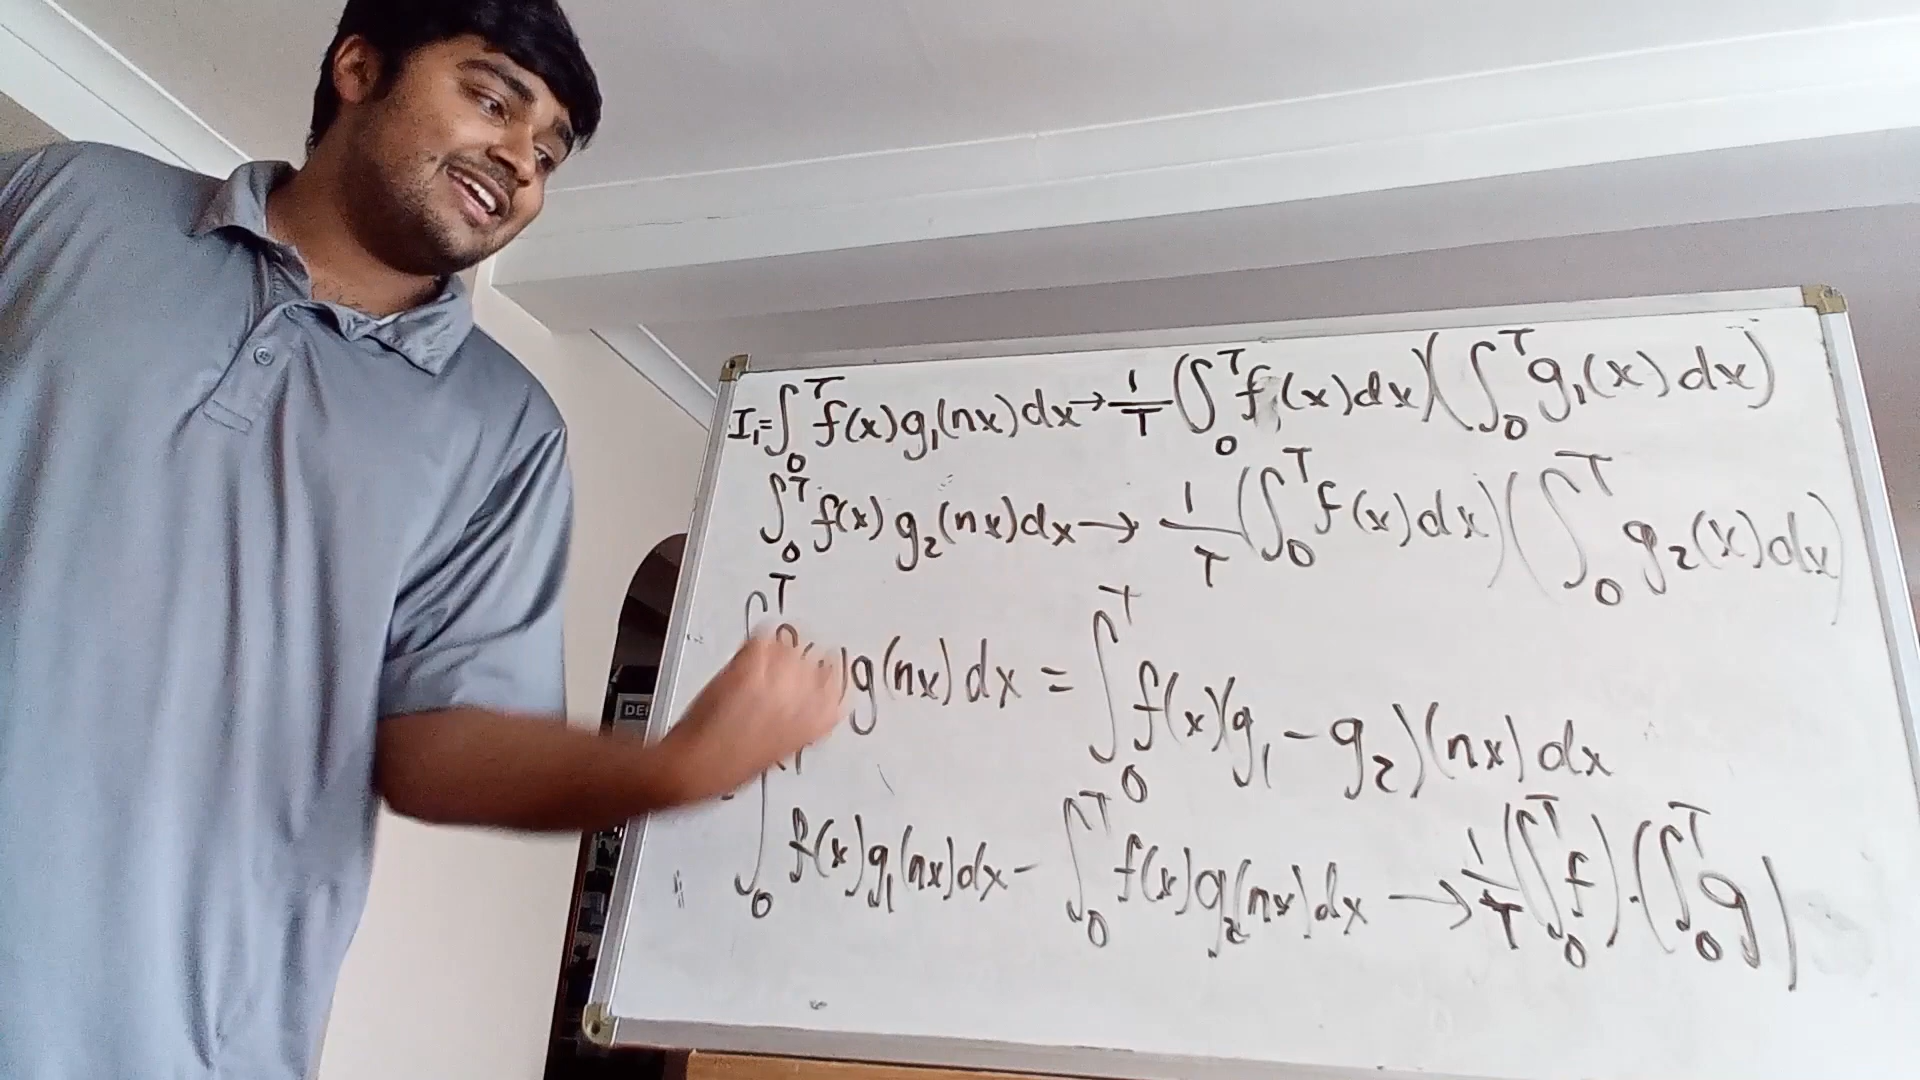 I₁=∫₀ᵀ f(x)g₁(nx)dx→1/T(∫₀ᵀ f(x)dx)(∫₀ᵀ g₁(x)dx)
∫₀ᵀ f(x)g₂(nx)dx→1/T(∫₀ᵀ f(x)dx)(∫₀ᵀ g₂(x)dx)
∫ᵀ g(nx)dx = ∫₀ᵀ f(x)(g₁-g₂)(nx)dx
∫₀ f(x)g₁(nx)dx-∫₀ᵀ f(x)g₂(nx)dx→1/T(∫₀ᵀ f).(∫₀ᵀ g)